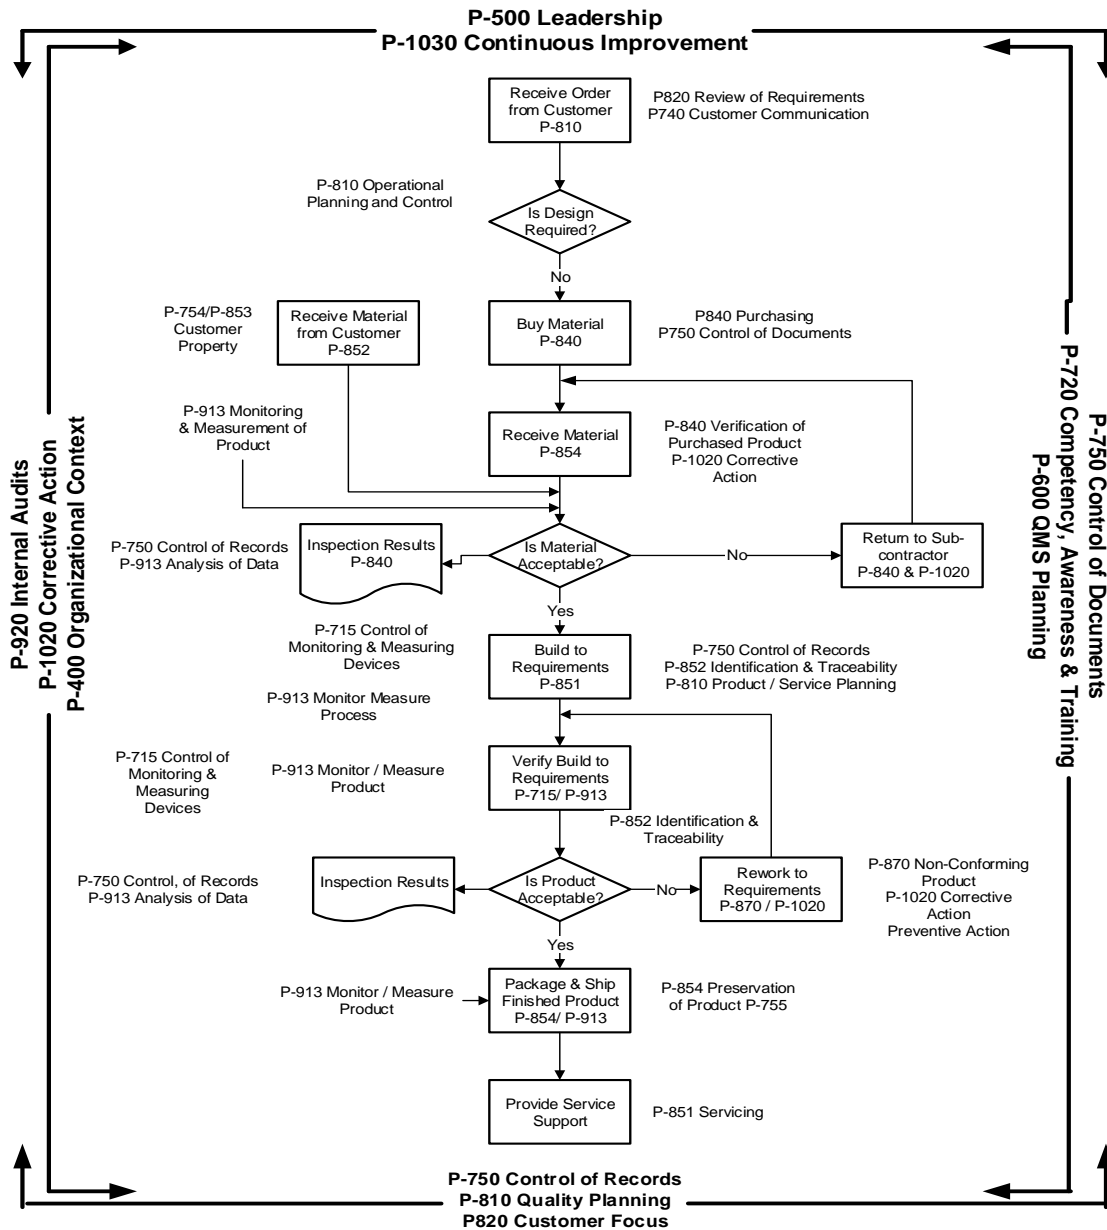 P-500 Leadership
P-1030 Continuous Improvement
Receive Order
from Customer
P-810
P820 Review of Requirements
P740 Customer Communication
P-810 Operational
Planning and Control
Is Design
Required?
No
P-754/P-853
Customer
Property
Receive Material
from Customer
P-852
Buy Material
P-840
P840 Purchasing
P750 Control of Documents
P-913 Monitoring
& Measurement of
Product
Receive Material
P-854
P-840 Verification of
Purchased Product
P-1020 Corrective
Action
P-750 Control of Records
P-913 Analysis of Data
Inspection Results
P-840
Is Material
Acceptable?
No
Return to Sub-
contractor
P-840 & P-1020
Yes
P-715 Control of
Monitoring & Measuring
Devices
Build to
Requirements
P-851
P-750 Control of Records
P-852 Identification & Traceability
P-810 Product / Service Planning
P-913 Monitor Measure
Process
P-715 Control of
Monitoring &
Measuring
Devices
P-913 Monitor / Measure
Product
Verify Build to
Requirements
P-715/ P-913
P-852 Identification &
Traceability
P-750 Control, of Records
P-913 Analysis of Data
Inspection Results
Is Product
Acceptable?
No
Rework to
Requirements
P-870 / P-1020
P-870 Non-Conforming
Product
P-1020 Corrective
Action
Preventive Action
Yes
P-913 Monitor / Measure
Product
Package & Ship
Finished Product
P-854/ P-913
P-854 Preservation
of Product P-755
Provide Service
Support
P-851 Servicing
P-920 Internal Audits
P-1020 Corrective Action
P-400 Organizational Context
P-750 Control of Documents
P-720 Competency, Awareness & Training
P-600 QMS Planning
P-750 Control of Records
P-810 Quality Planning
P820 Customer Focus